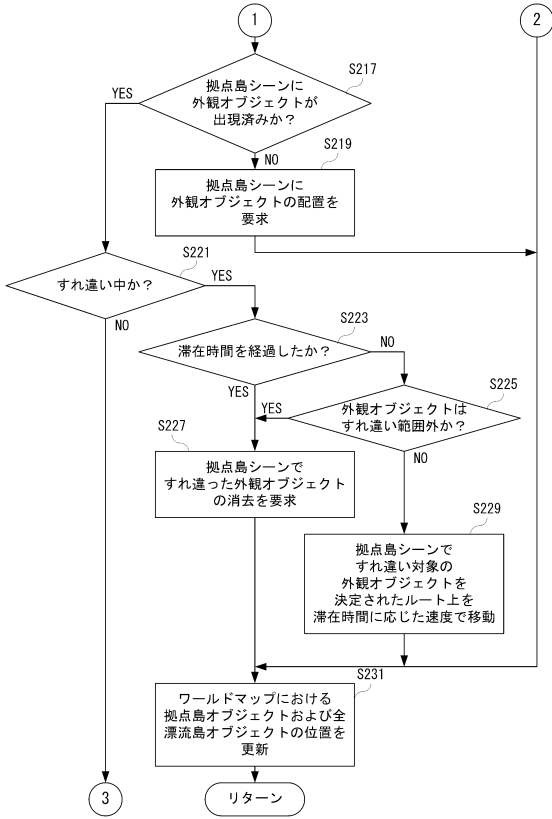 1
2
S217
拠点島シーンに
外観オブジェクトが
出現済みか？
YES
NO
S219
拠点島シーンに
外観オブジェクトの配置を
要求
S221
すれ違い中か？
YES
NO
S223
滞在時間を経過したか？
NO
YES
S225
外観オブジェクトは
すれ違い範囲外か？
YES
NO
S227
拠点島シーンで
すれ違った外観オブジェクト
の消去を要求
S229
拠点島シーンで
すれ違い対象の
外観オブジェクトを
決定されたルート上を
滞在時間に応じた速度で移動
S231
ワールドマップにおける
拠点島オブジェクトおよび全
漂流島オブジェクトの位置を
更新
3
リターン